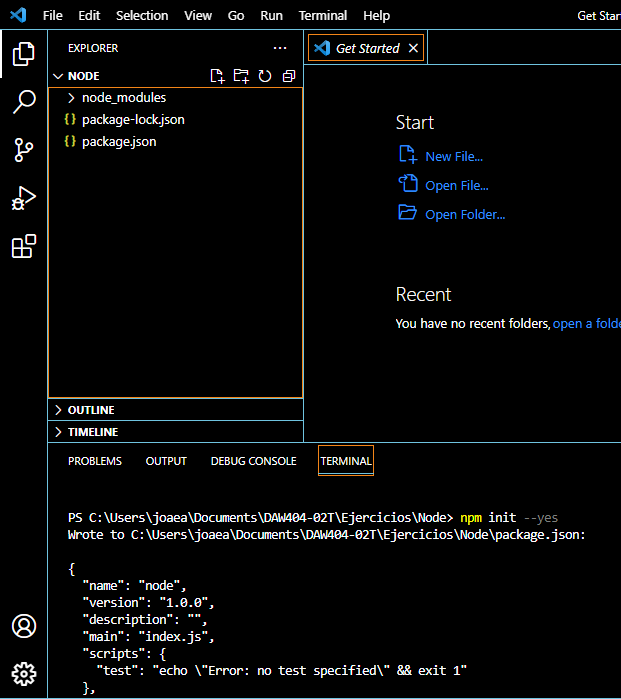 File Edit Selection View Go Run Terminal Help Get Star
EXPLORER ...
Get Started
NODE
node_modules
{} package-lock.json
{} package.json
Start
New File...
Open File...
Open Folder...
Recent
You have no recent folders, open a folde
OUTLINE
TIMELINE
PROBLEMS OUTPUT DEBUG CONSOLE TERMINAL
PS C:\Users\joaea\Documents\DAW404-02T\Ejercicios\Node> npm init --yes
Wrote to C:\Users\joaea\Documents\DAW404-02T\Ejercicios\Node\package.json:
{
"name": "node",
"version": "1.0.0",
"description": "",
"main": "index.js",
"scripts": {
"test": "echo \"Error: no test specified\" && exit 1"
},